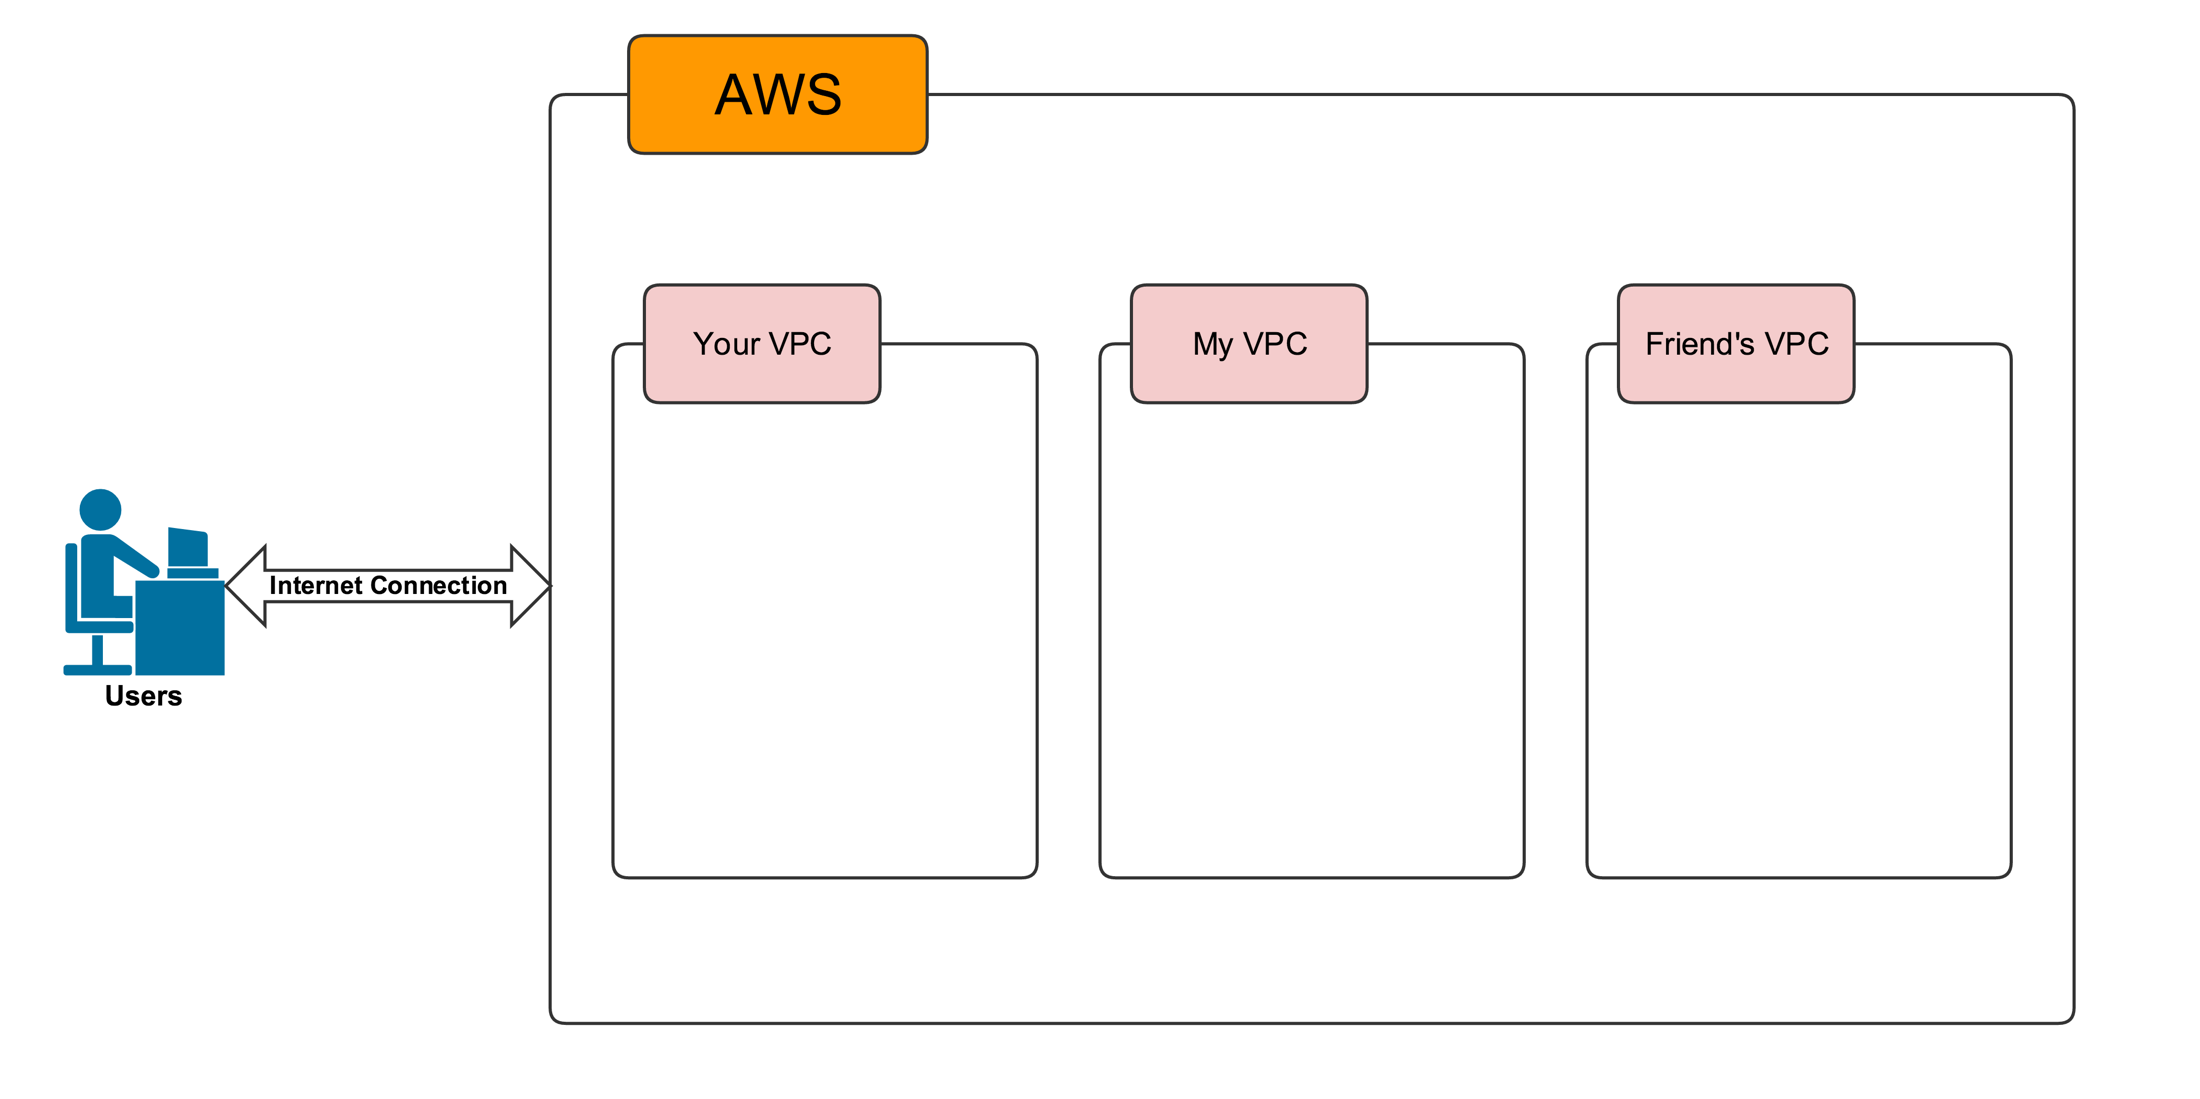 AWS
Your VPC
My VPC
Friend's VPC
Internet Connection
Users